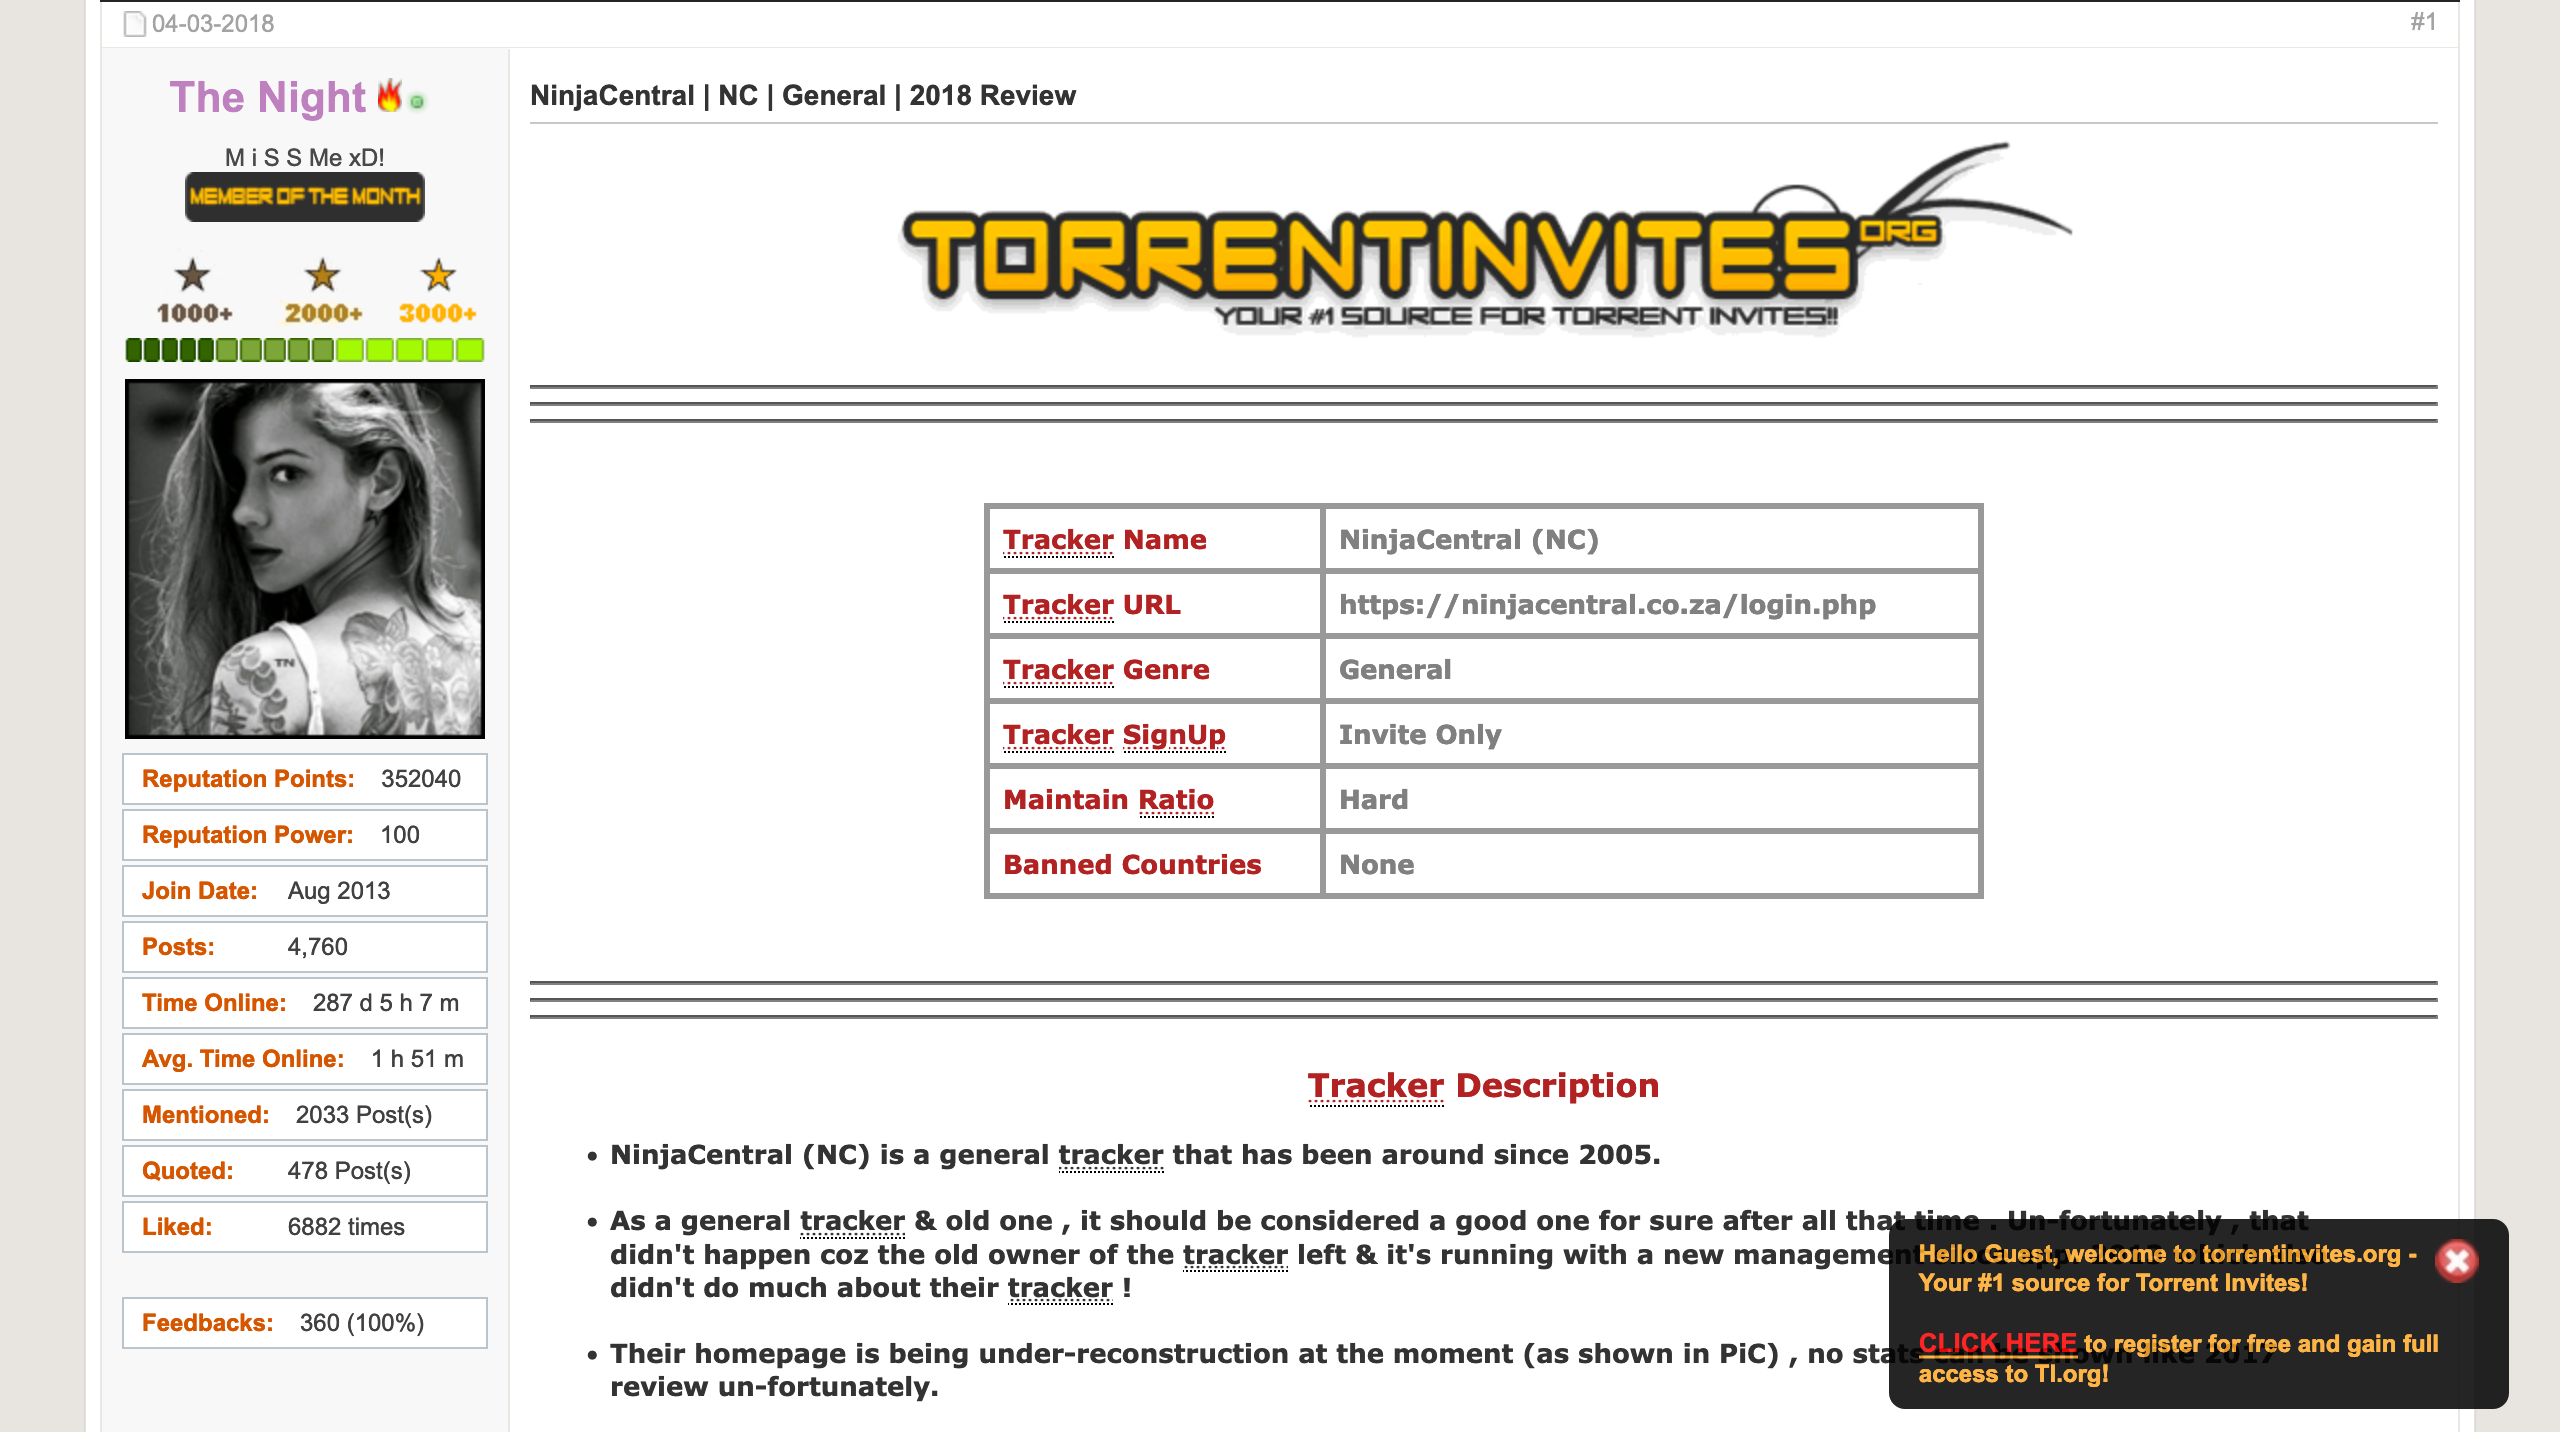 04-03-2018
#1
The Night
M i S S Me xD!
MEMBER OF THE MONTH
1000+ 2000+ 3000+
TN
Reputation Points: 352040
Reputation Power: 100
Join Date: Aug 2013
Posts: 4,760
Time Online: 287 d 5 h 7 m
Avg. Time Online: 1 h 51 m
Mentioned: 2033 Post(s)
Quoted: 478 Post(s)
Liked: 6882 times
Feedbacks: 360 (100%)
NinjaCentral | NC | General | 2018 Review
TORRENTINVITES ORG
YOUR #1 SOURCE FOR TORRENT INVITES!!
Tracker Name NinjaCentral (NC)
Tracker URL https://ninjacentral.co.za/login.php
Tracker Genre General
Tracker SignUp Invite Only
Maintain Ratio Hard
Banned Countries None
Tracker Description
• NinjaCentral (NC) is a general tracker that has been around since 2005.
• As a general tracker & old one , it should be considered a good one for sure after all that time . Un-fortunately , that
didn't happen coz the old owner of the tracker left & it's running with a new management
didn't do much about their tracker !
• Their homepage is being under-reconstruction at the moment (as shown in PiC) , no stats can be shown like 2017
review un-fortunately.
Hello Guest, welcome to torrentinvites.org -
Your #1 source for Torrent Invites!
CLICK HERE to register for free and gain full
access to TI.org!